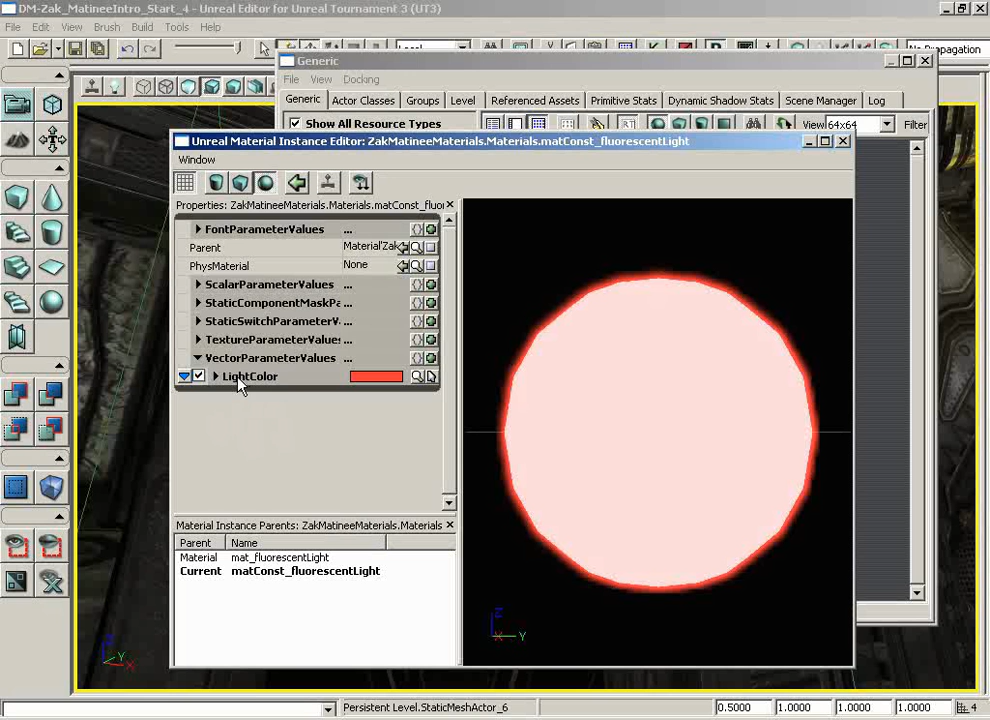 DM-Zak_MatineeIntro_Start_4 - Unreal Editor for Unreal Tournament 3 (UT3)
File Edit View Brush Build Tools Help
Local
No Propagation
Generic
File View Docking
Generic Actor Classes Groups Level Referenced Assets Primitive Stats Dynamic Shadow Stats Scene Manager Log
Show All Resource Types
View 64x64 Filter
Unreal Material Instance Editor: ZakMatineeMaterials.Materials.matConst_fluorescentLight
Window
Properties: ZakMatineeMaterials.Materials.matConst_fluo
FontParameterValues ...
Parent Material'Zak
PhysMaterial None
ScalarParameterValues ...
StaticComponentMaskPa ...
StaticSwitchParameterV ...
TextureParameterValues ...
VectorParameterValues ...
LightColor
Material Instance Parents: ZakMatineeMaterials.Materials
Parent Name
Material mat_fluorescentLight
Current matConst_fluorescentLight
Z
X Y
Z
Y
X
Persistent Level.StaticMeshActor_6
0.5000 1.0000 1.0000 1.0000 4